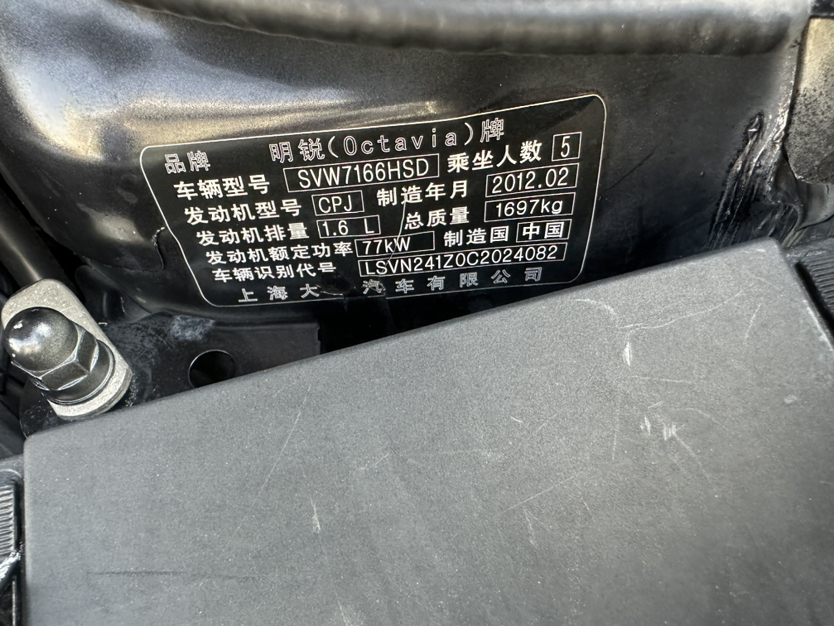 品牌 明锐(Octavia)牌
车辆型号 SVW7166HSD 乘坐人数 5
发动机型号 CPJ 制造年月 2012.02
发动机排量 1.6 L 总质量 1697kg
发动机额定功率 77kW 制造国 中国
车辆识别代号 LSVN241Z0C2024082
上海大 汽车有限公司